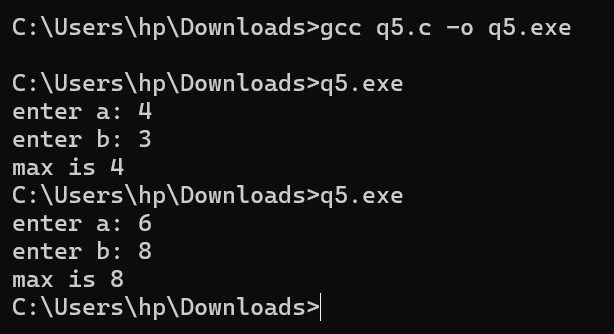 C:\Users\hp\Downloads>gcc q5.c -o q5.exe
C:\Users\hp\Downloads>q5.exe
enter a: 4
enter b: 3
max is 4
C:\Users\hp\Downloads>q5.exe
enter a: 6
enter b: 8
max is 8
C:\Users\hp\Downloads>